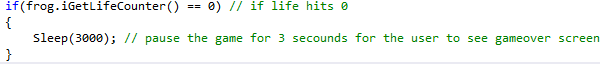 if(frog.iGetLifeCounter() == 0) // if life hits 0
{
    Sleep(3000); // pause the game for 3 secounds for the user to see gameover screen
}